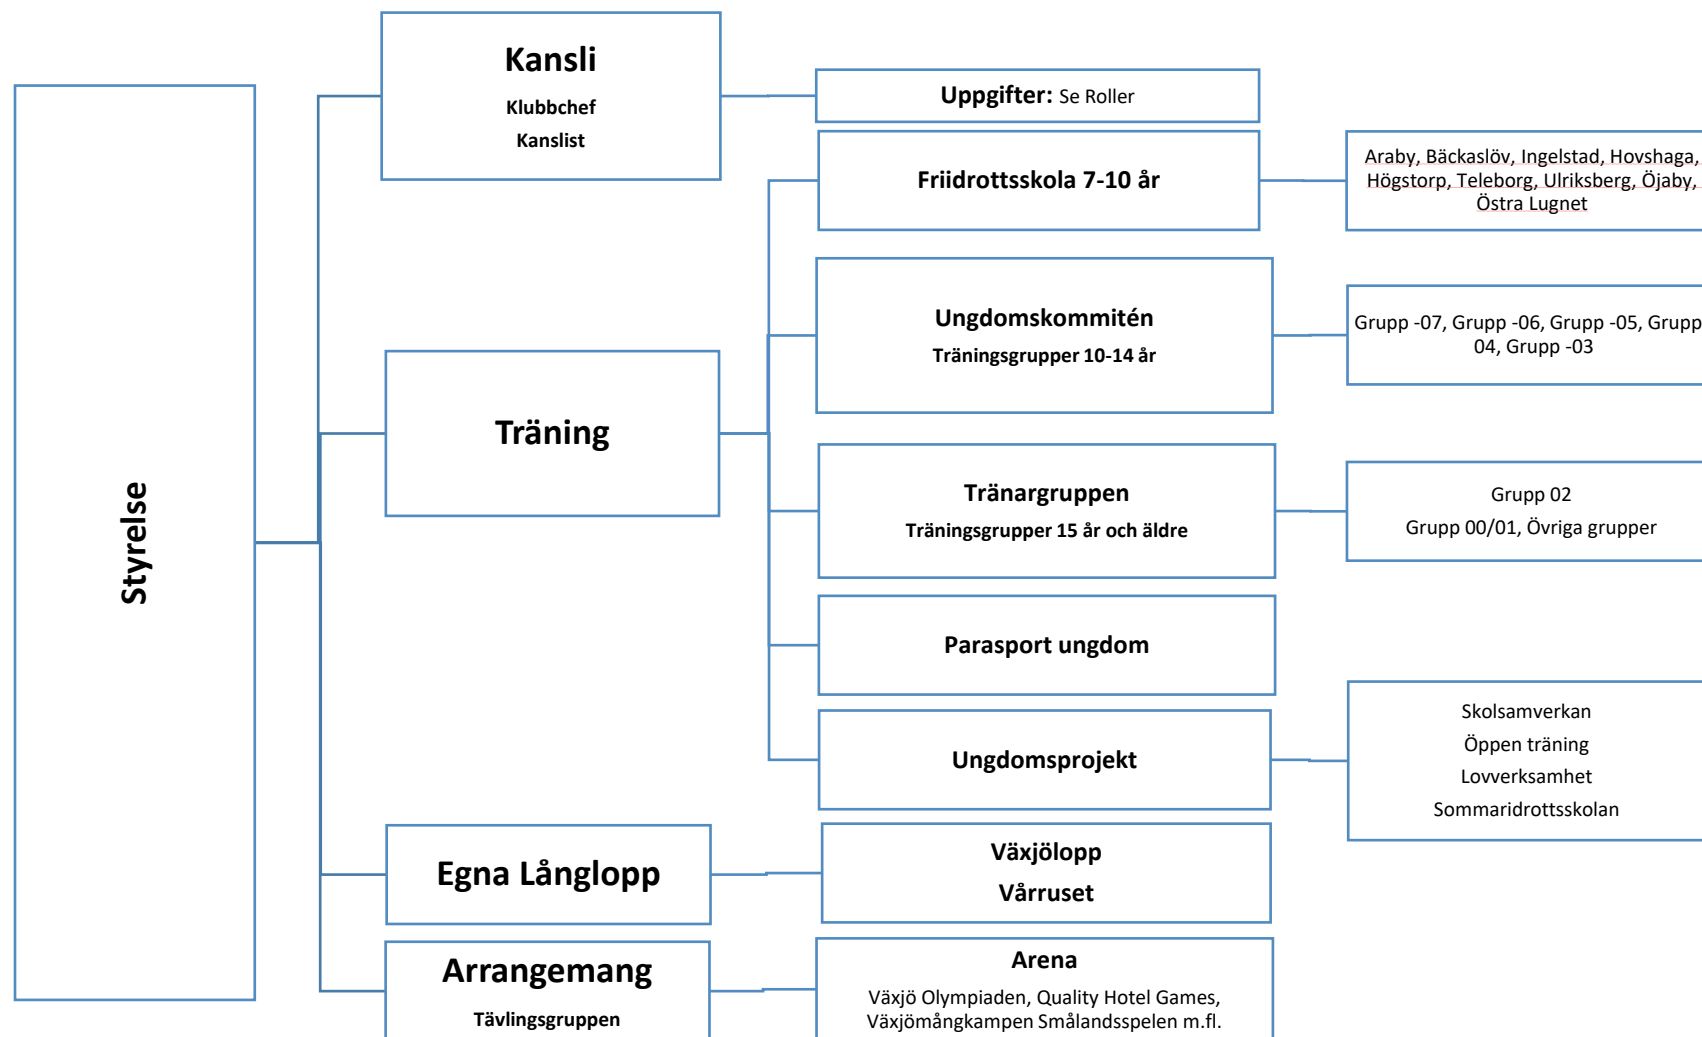 Styrelse
Kansli
Klubbchef
Kanslist
Uppgifter: Se Roller
Träning
Friidrottsskola 7-10 år
Araby, Bäckaslöv, Ingelstad, Hovshaga,
Högstorp, Teleborg, Ulriksberg, Öjaby,
Östra Lugnet
Ungdomskommitén
Träningsgrupper 10-14 år
Grupp -07, Grupp -06, Grupp -05, Grupp
04, Grupp -03
Tränargruppen
Träningsgrupper 15 år och äldre
Grupp 02
Grupp 00/01, Övriga grupper
Parasport ungdom
Ungdomsprojekt
Skolsamverkan
Öppen träning
Lovverksamhet
Sommaridrottsskolan
Egna Långlopp
Växjölopp
Vårruset
Arrangemang
Tävlingsgruppen
Arena
Växjö Olympiaden, Quality Hotel Games,
Växjömångkampen Smålandsspelen m.fl.